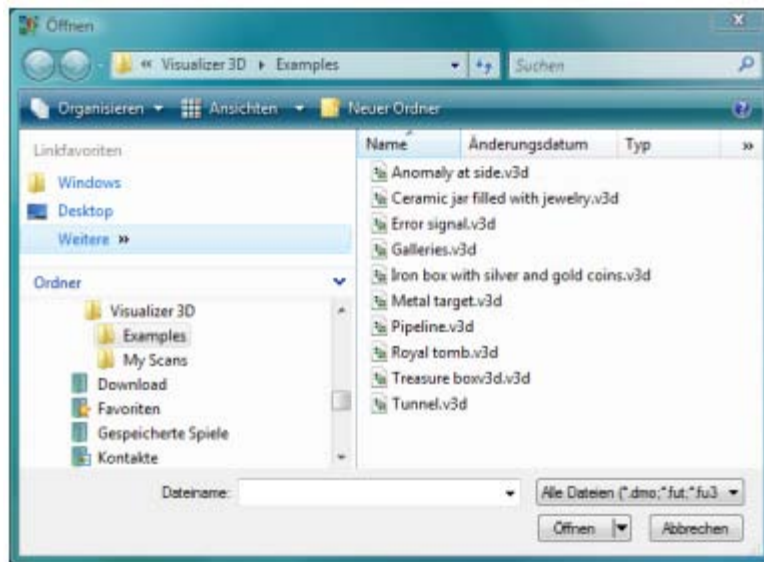 Öffnen
« Visualizer 3D Examples Suchen
Organisieren Ansichten Neuer Ordner
Linkfavoriten
Windows
Desktop
Weitere »
Ordner
Visualizer 3D
Examples
My Scans
Download
Favoriten
Gespeicherte Spiele
Kontakte
Name Änderungsdatum Typ »
Anomaly at side.v3d
Ceramic jar filled with jewelry.v3d
Error signal.v3d
Galleries.v3d
Iron box with silver and gold coins.v3d
Metal target.v3d
Pipeline.v3d
Royal tomb.v3d
Treasure boxv3d.v3d
Tunnel.v3d
Dateiname: Alle Dateien (*.dmo;*.fut;*.fu3
Öffnen Abbrechen